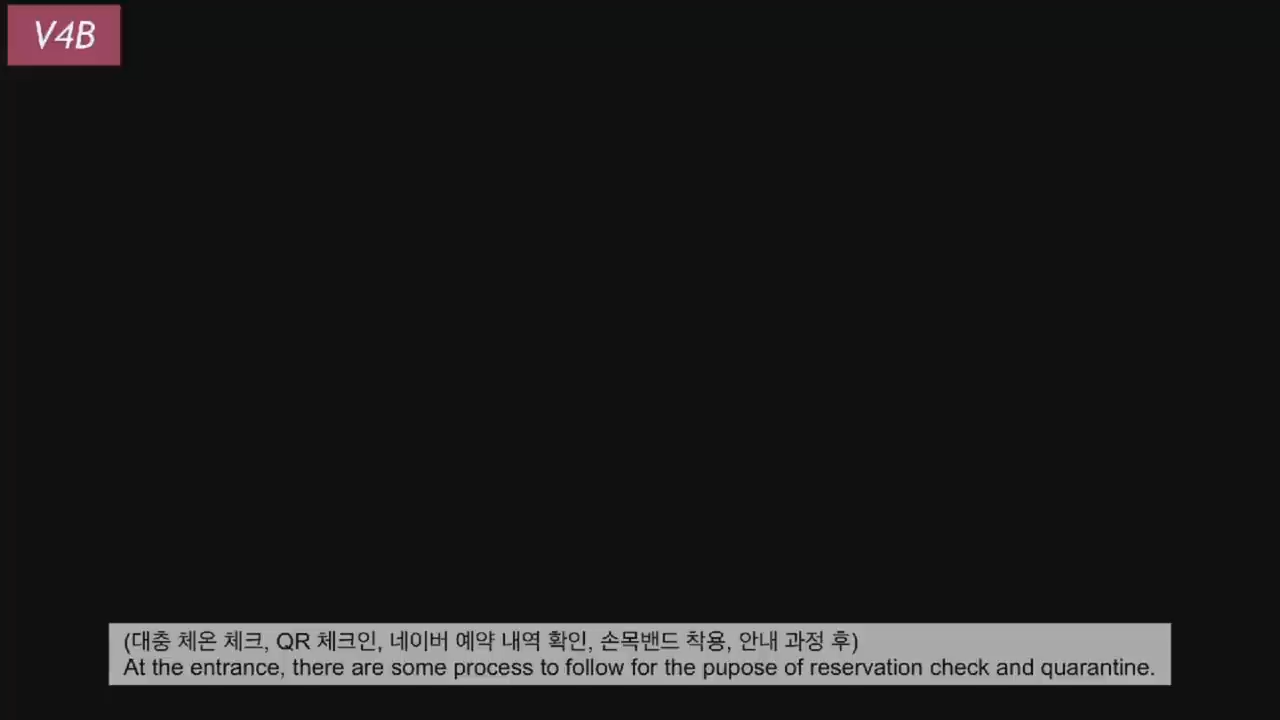 V4B
(대충 체온 체크, QR 체크인, 네이버 예약 내역 확인, 손목밴드 착용, 안내 과정 후)
At the entrance, there are some process to follow for the pupose of reservation check and quarantine.